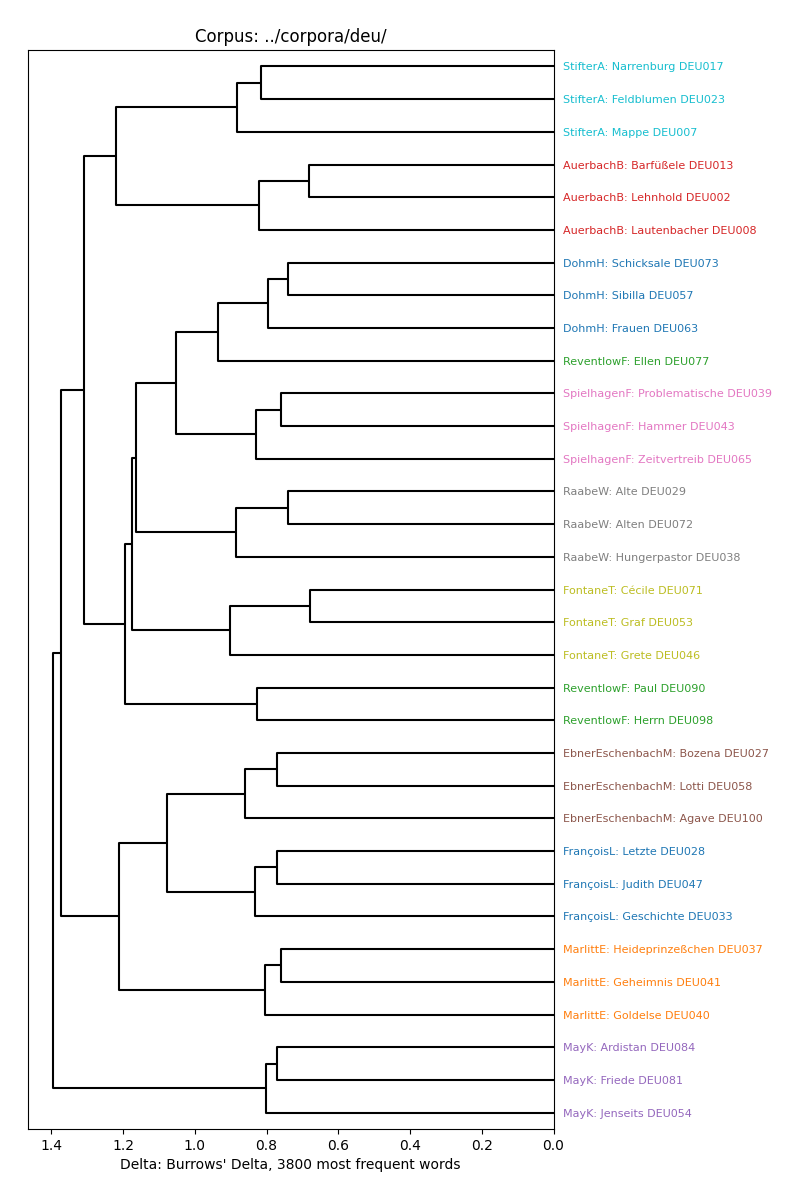 Corpus: ../corpora/deu/
StifterA: Narrenburg DEU017
StifterA: Feldblumen DEU023
StifterA: Mappe DEU007
AuerbachB: Barfüßele DEU013
AuerbachB: Lehnhold DEU002
AuerbachB: Lautenbacher DEU008
DohmH: Schicksale DEU073
DohmH: Sibilla DEU057
DohmH: Frauen DEU063
ReventlowF: Ellen DEU077
SpielhagenF: Problematische DEU039
SpielhagenF: Hammer DEU043
SpielhagenF: Zeitvertreib DEU065
RaabeW: Alte DEU029
RaabeW: Alten DEU072
RaabeW: Hungerpastor DEU038
FontaneT: Cécile DEU071
FontaneT: Graf DEU053
FontaneT: Grete DEU046
ReventlowF: Paul DEU090
ReventlowF: Herrn DEU098
EbnerEschenbachM: Bozena DEU027
EbnerEschenbachM: Lotti DEU058
EbnerEschenbachM: Agave DEU100
FrançoisL: Letzte DEU028
FrançoisL: Judith DEU047
FrançoisL: Geschichte DEU033
MarlittE: Heideprinzeßchen DEU037
MarlittE: Geheimnis DEU041
MarlittE: Goldelse DEU040
MayK: Ardistan DEU084
MayK: Friede DEU081
MayK: Jenseits DEU054
1.4 1.2 1.0 0.8 0.6 0.4 0.2 0.0
Delta: Burrows' Delta, 3800 most frequent words